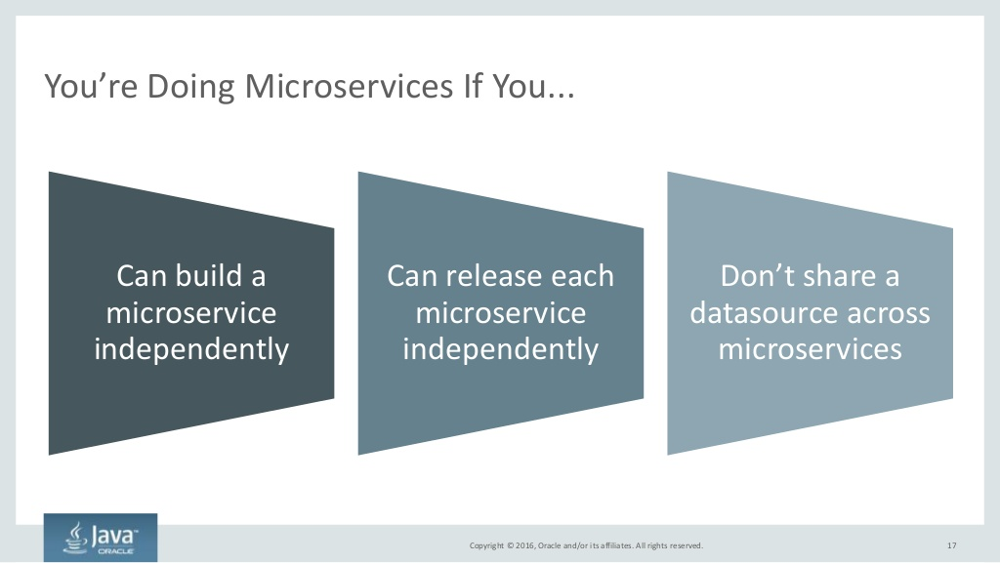 You’re Doing Microservices If You...
Can build a
microservice
independently
Can release each
microservice
independently
Don’t share a
datasource across
microservices
Java™
ORACLE
Copyright © 2016, Oracle and/or its affiliates. All rights reserved.
17